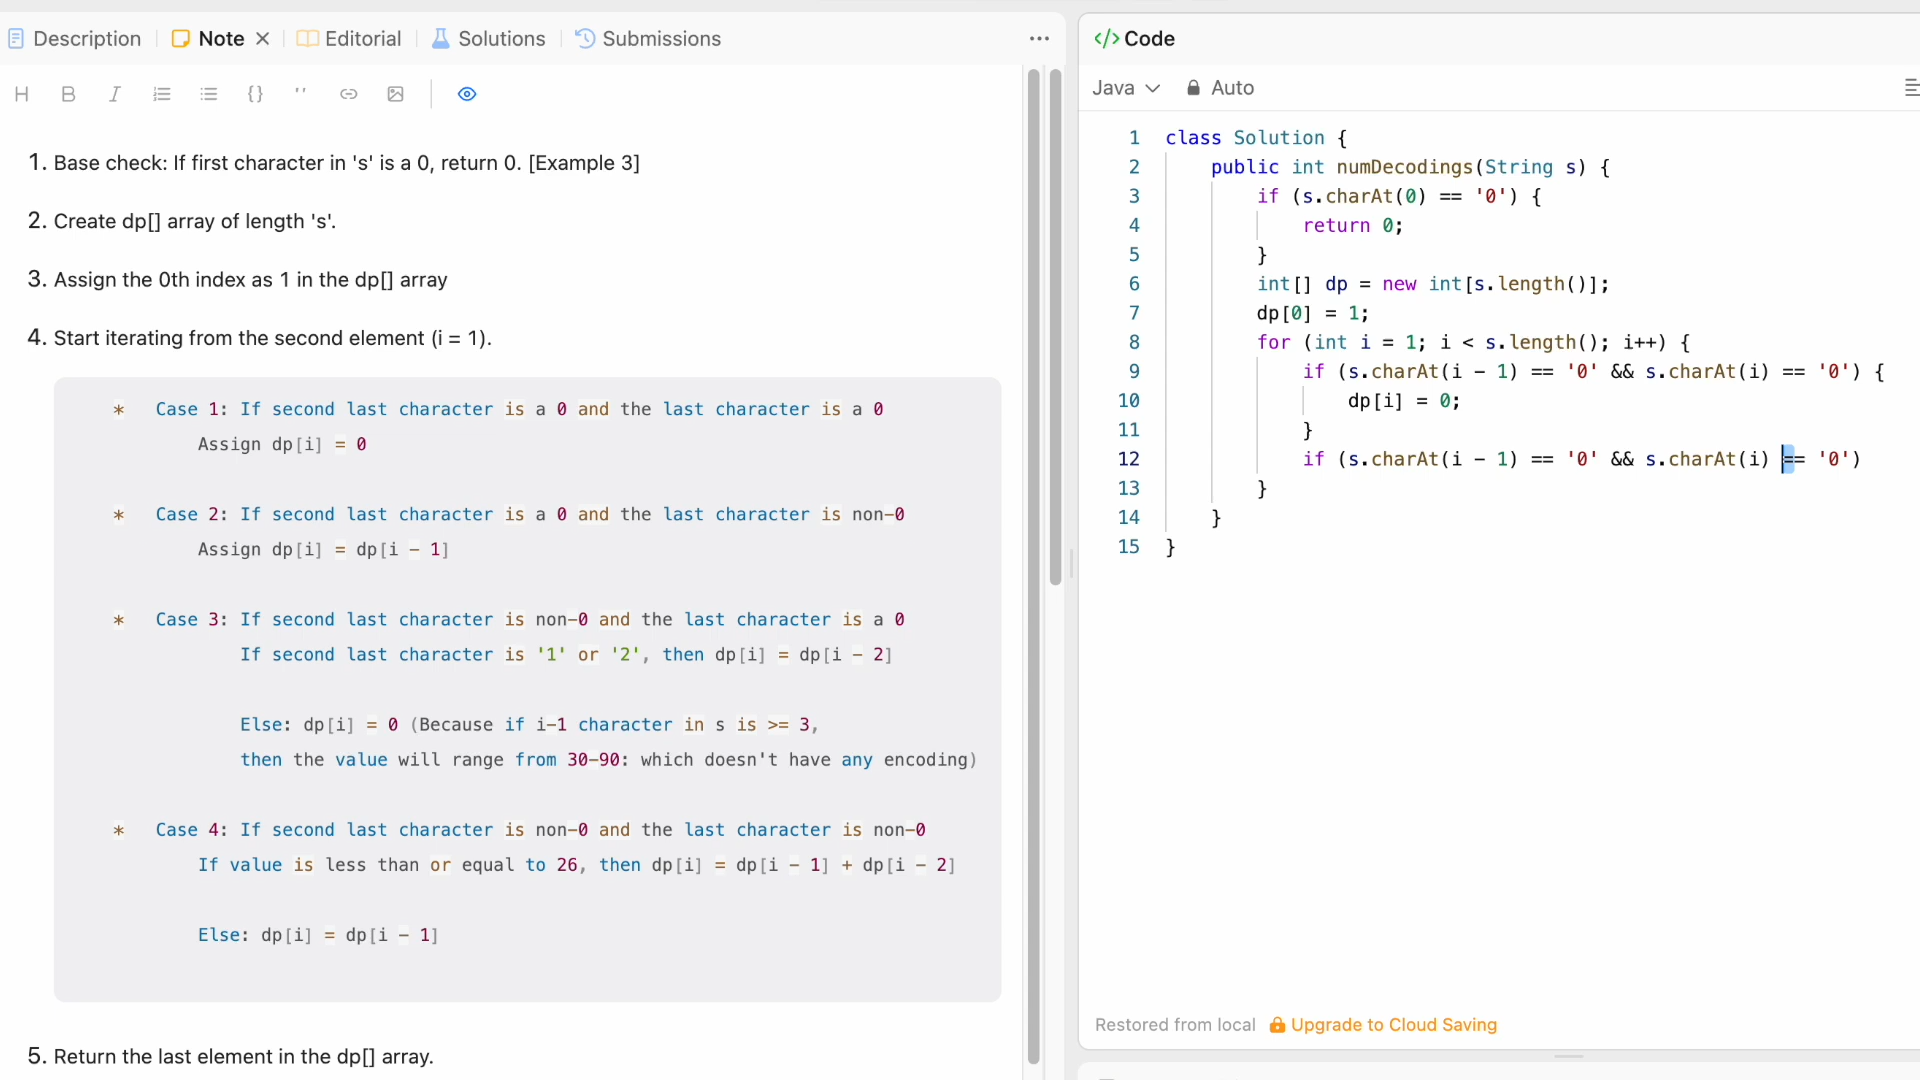 Description
Note
Editorial
Solutions
Submissions
H B I {} "
1. Base check: If first character in 's' is a 0, return 0. [Example 3]
2. Create dp[] array of length 's'.
3. Assign the 0th index as 1 in the dp[] array
4. Start iterating from the second element (i = 1).
* Case 1: If second last character is a 0 and the last character is a 0
Assign dp[i] = 0
* Case 2: If second last character is a 0 and the last character is non-0
Assign dp[i] = dp[i - 1]
* Case 3: If second last character is non-0 and the last character is a 0
If second last character is '1' or '2', then dp[i] = dp[i - 2]
Else: dp[i] = 0 (Because if i-1 character in s is >= 3,
then the value will range from 30-90: which doesn't have any encoding)
* Case 4: If second last character is non-0 and the last character is non-0
If value is less than or equal to 26, then dp[i] = dp[i - 1] + dp[i - 2]
Else: dp[i] = dp[i - 1]
5. Return the last element in the dp[] array.
</> Code
Java Auto
1 class Solution {
2 public int numDecodings(String s) {
3 if (s.charAt(0) == '0') {
4 return 0;
5 }
6 int[] dp = new int[s.length()];
7 dp[0] = 1;
8 for (int i = 1; i < s.length(); i++) {
9 if (s.charAt(i - 1) == '0' && s.charAt(i) == '0') {
10 dp[i] = 0;
11 }
12 if (s.charAt(i - 1) == '0' && s.charAt(i) == '0')
13 }
14 }
15 }
Restored from local Upgrade to Cloud Saving